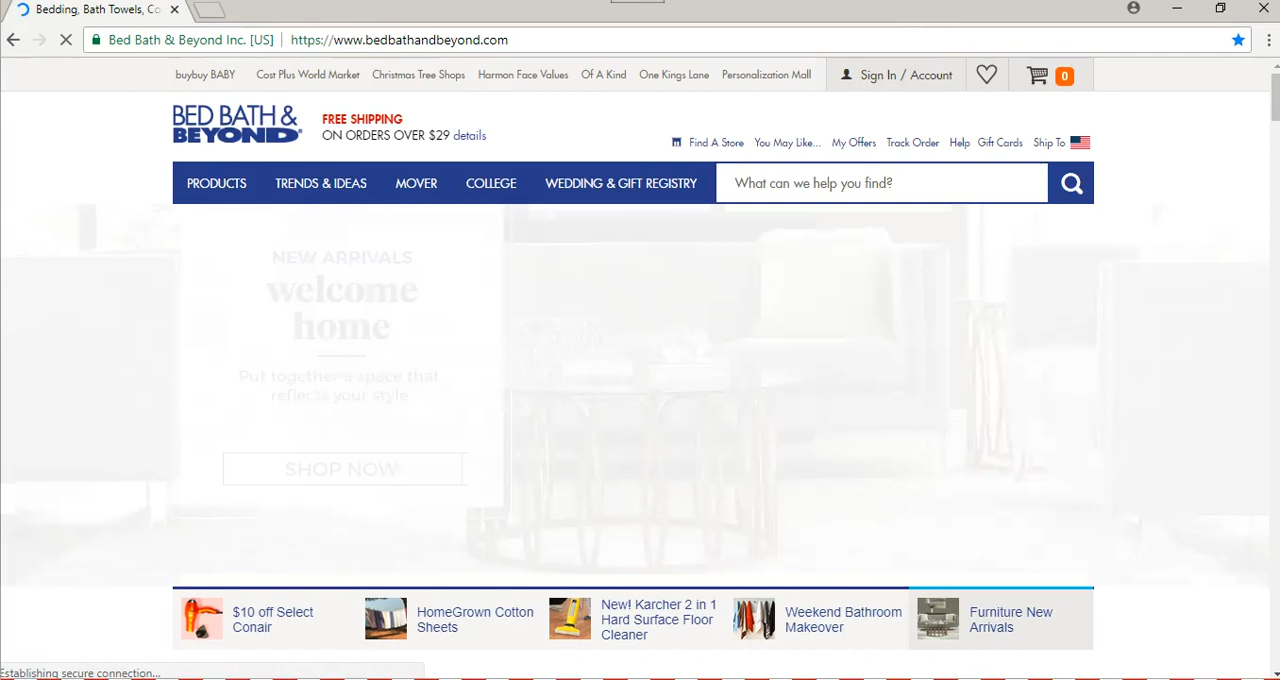 Bedding, Bath Towels, Co
Bed Bath & Beyond Inc. [US] https://www.bedbathandbeyond.com
buybuy BABY Cost Plus World Market Christmas Tree Shops Harmon Face Values Of A Kind One Kings Lane Personalization Mall Sign In / Account 0
BED BATH &
BEYOND
FREE SHIPPING
ON ORDERS OVER $29 details
Find A Store You May Like... My Offers Track Order Help Gift Cards Ship To
PRODUCTS TRENDS & IDEAS MOVER COLLEGE WEDDING & GIFT REGISTRY What can we help you find?
NEW ARRIVALS
welcome
home
Put together a space that
reflects your style
SHOP NOW
$10 off Select
Conair
HomeGrown Cotton
Sheets
New! Karcher 2 in 1
Hard Surface Floor
Cleaner
Weekend Bathroom
Makeover
Furniture New
Arrivals
Establishing secure connection...